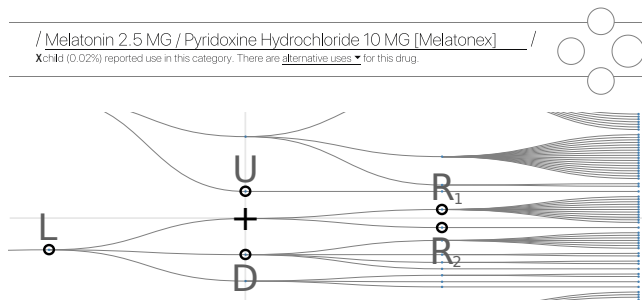 / Melatonin 2.5 MG / Pyridoxine Hydrochloride 10 MG [Melatonex] /
X child (0.02%) reported use in this category. There are alternative uses ▾ for this drug.
U
R1
L
R2
D